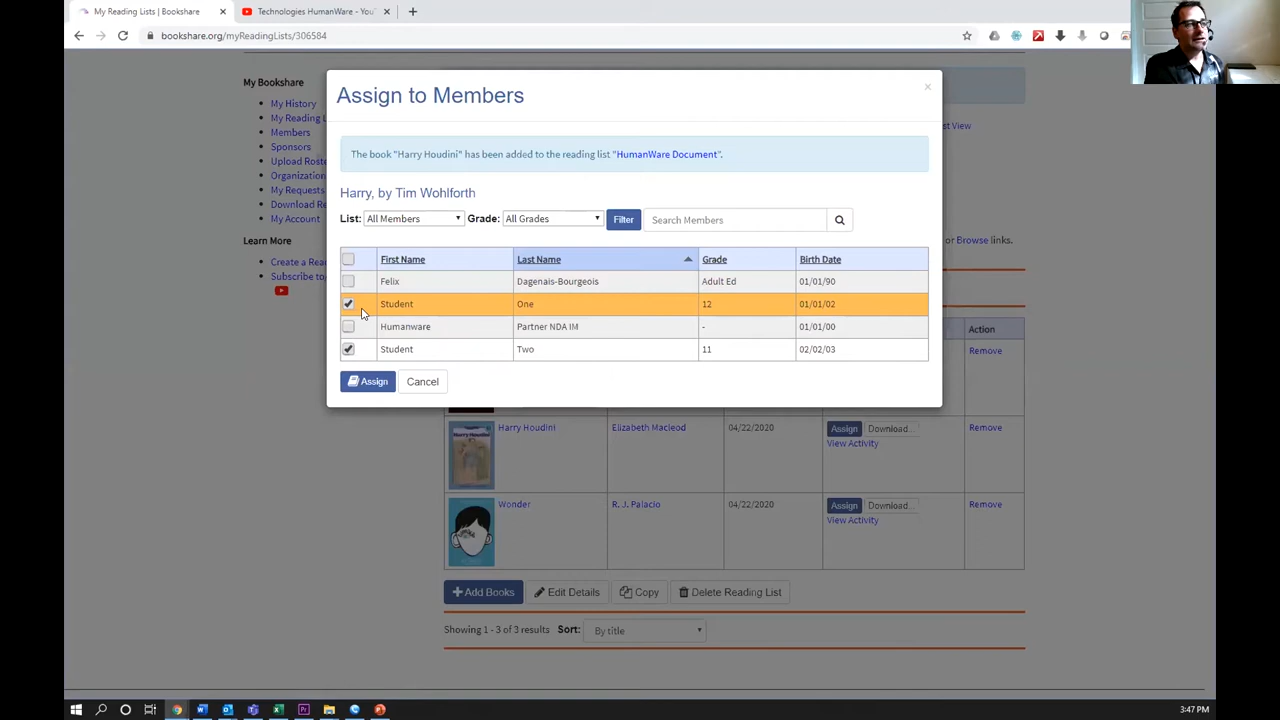 My Reading Lists | Bookshare
Technologies HumanWare - You
bookshare.org/myReadingLists/306584
My Bookshare
My History
My Reading L
Members
Sponsors
Upload Roste
Organization
My Requests
Download Re
My Account
Learn More
Create a Rea
Subscribe to
Assign to Members
×
The book "Harry Houdini" has been added to the reading list "HumanWare Document".
Harry, by Tim Wohlforth
List: All Members Grade: All Grades Filter Search Members
First Name Last Name Grade Birth Date
Felix Dagenais-Bourgeois Adult Ed 01/01/90
Student One 12 01/01/02
Humanware Partner NDA IM - 01/01/00
Student Two 11 02/02/03
Assign Cancel
st View
or Browse links.
Action
Remove
Harry Houdini Elizabeth Macleod 04/22/2020 Assign Download... Remove
View Activity
Wonder R. J. Palacio 04/22/2020 Assign Download... Remove
View Activity
+Add Books Edit Details Copy Delete Reading List
Showing 1 - 3 of 3 results Sort: By title
3:47 PM